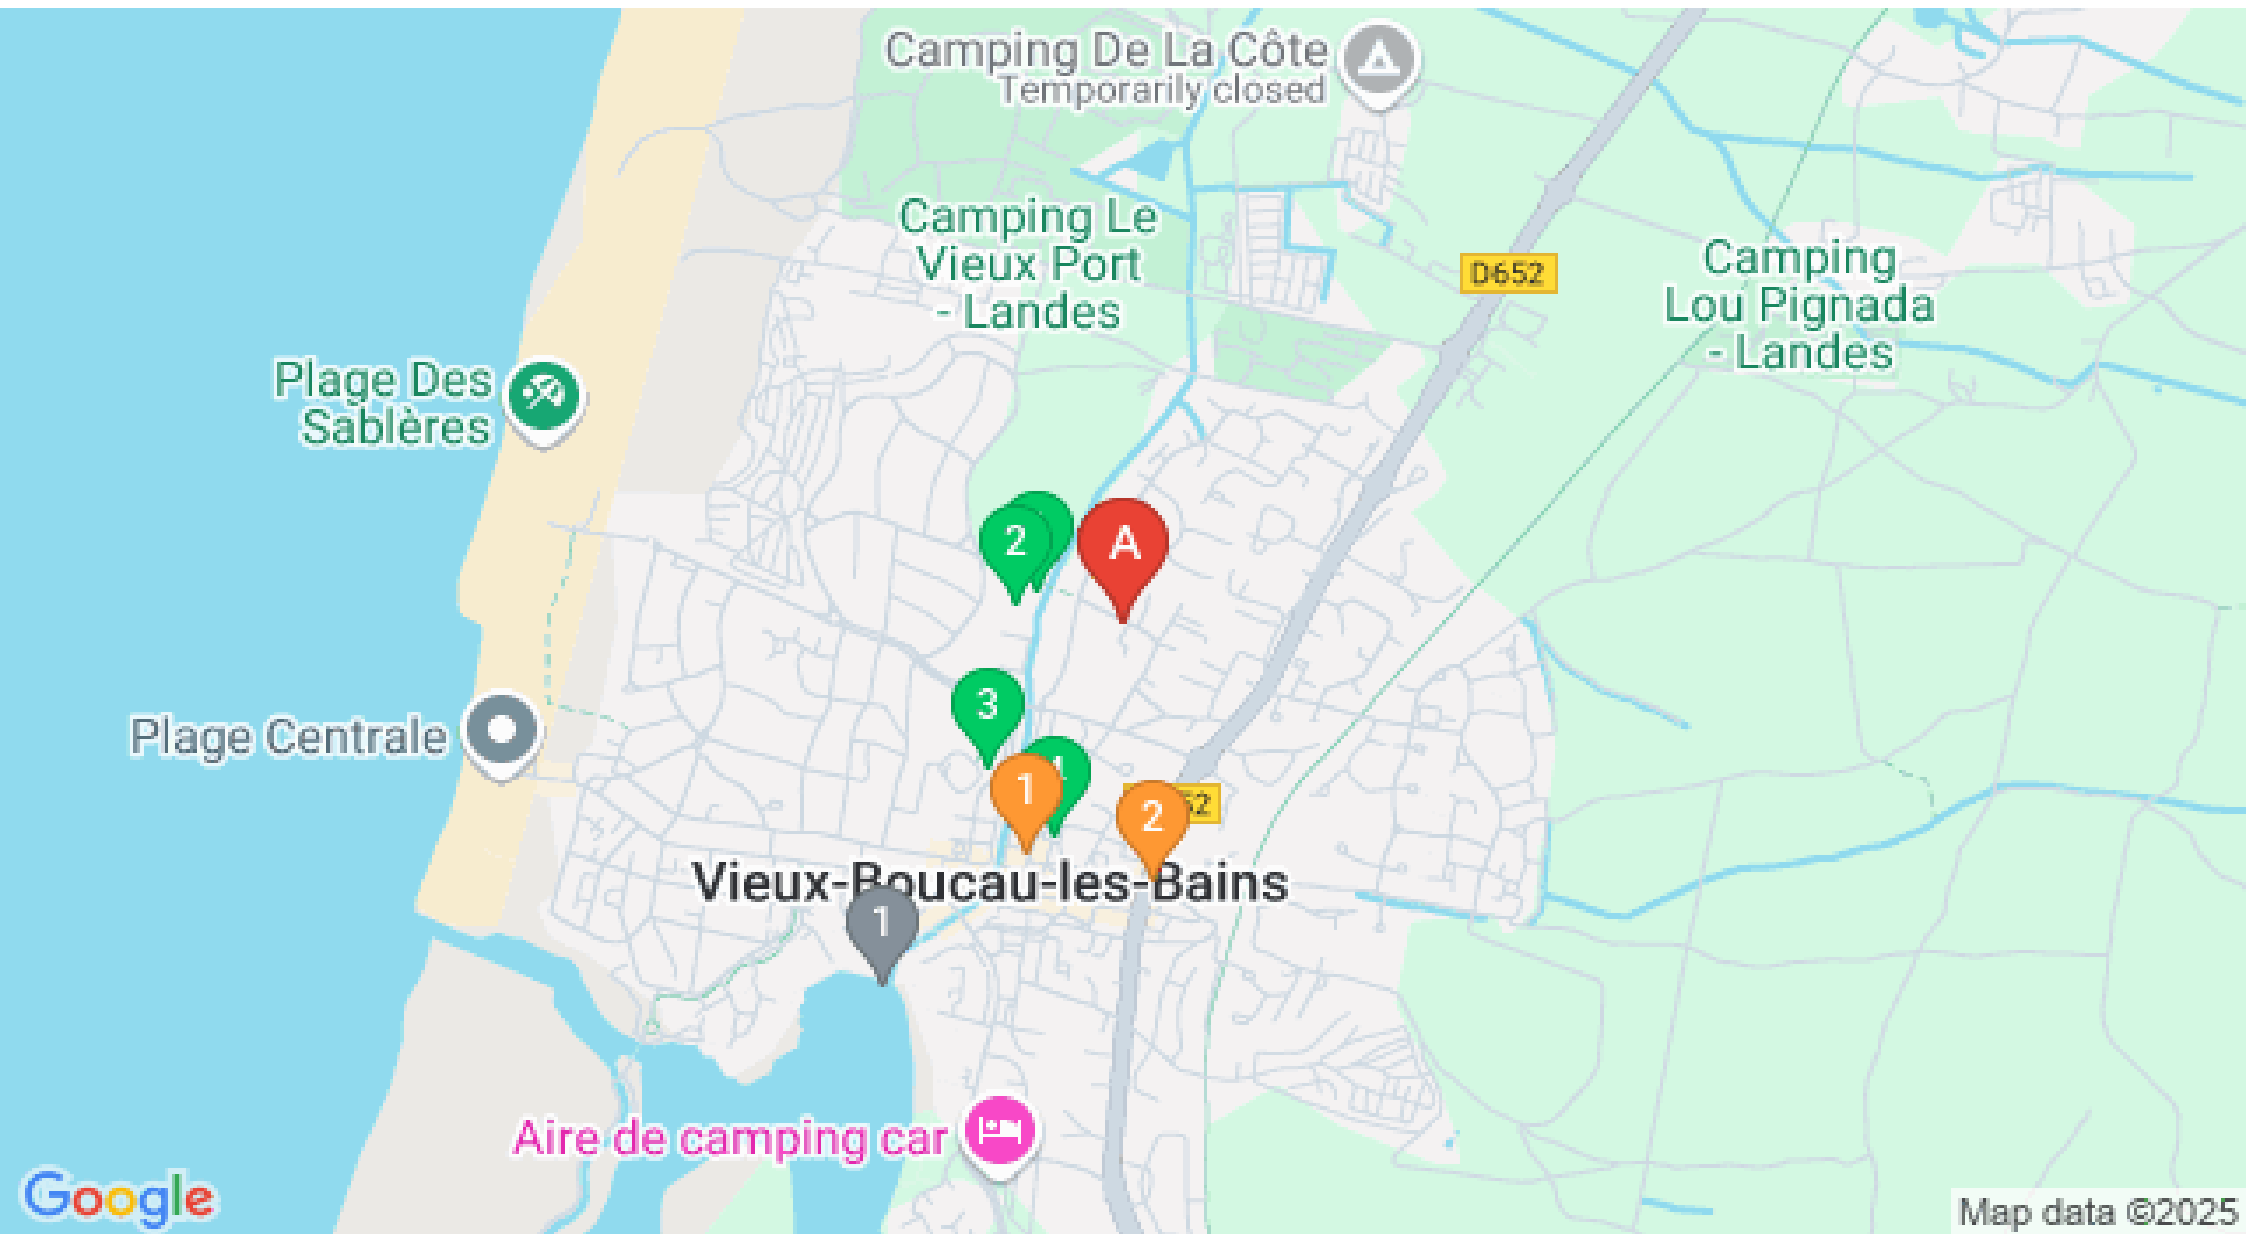 Camping De La Côte
Temporarily closed
Camping Le
Vieux Port
- Landes
D652
Camping
Lou Pignada
- Landes
Plage Des
Sablères
2
A
3
Plage Centrale
1
2
52
Vieux-Boucau-les-Bains
1
Aire de camping car
Google
Map data ©2025